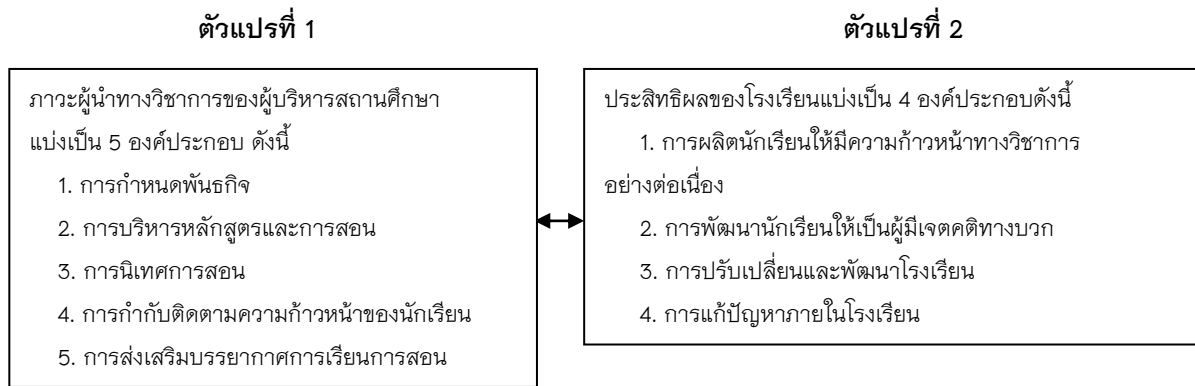 ตัวแปรที่ 1
ภาวะผู้นำทางวิชาการของผู้บริหารสถานศึกษา
แบ่งเป็น 5 องค์ประกอบ ดังนี้
1. การกำหนดพันธกิจ
2. การบริหารหลักสูตรและการสอน
3. การนิเทศการสอน
4. การกำกับติดตามความก้าวหน้าของนักเรียน
5. การส่งเสริมบรรยากาศการเรียนการสอน
ตัวแปรที่ 2
ประสิทธิผลของโรงเรียนแบ่งเป็น 4 องค์ประกอบดังนี้
1. การผลิตนักเรียนให้มีความก้าวหน้าทางวิชาการ
อย่างต่อเนื่อง
2. การพัฒนานักเรียนให้เป็นผู้มีเจตคติทางบวก
3. การปรับเปลี่ยนและพัฒนาโรงเรียน
4. การแก้ปัญหาภายในโรงเรียน